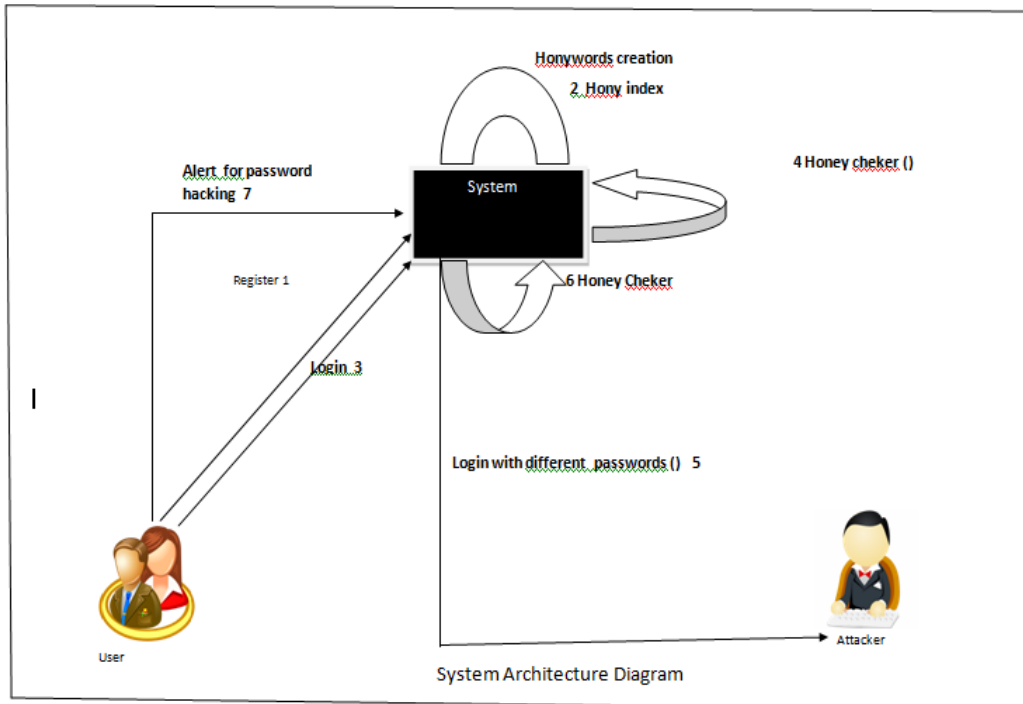 Honywords creation
2 Hony index
Alert for password
hacking 7
System
4 Honey cheker ()
Register 1
6 Honey Cheker
Login 3
Login with different passwords () 5
User
Attacker
System Architecture Diagram